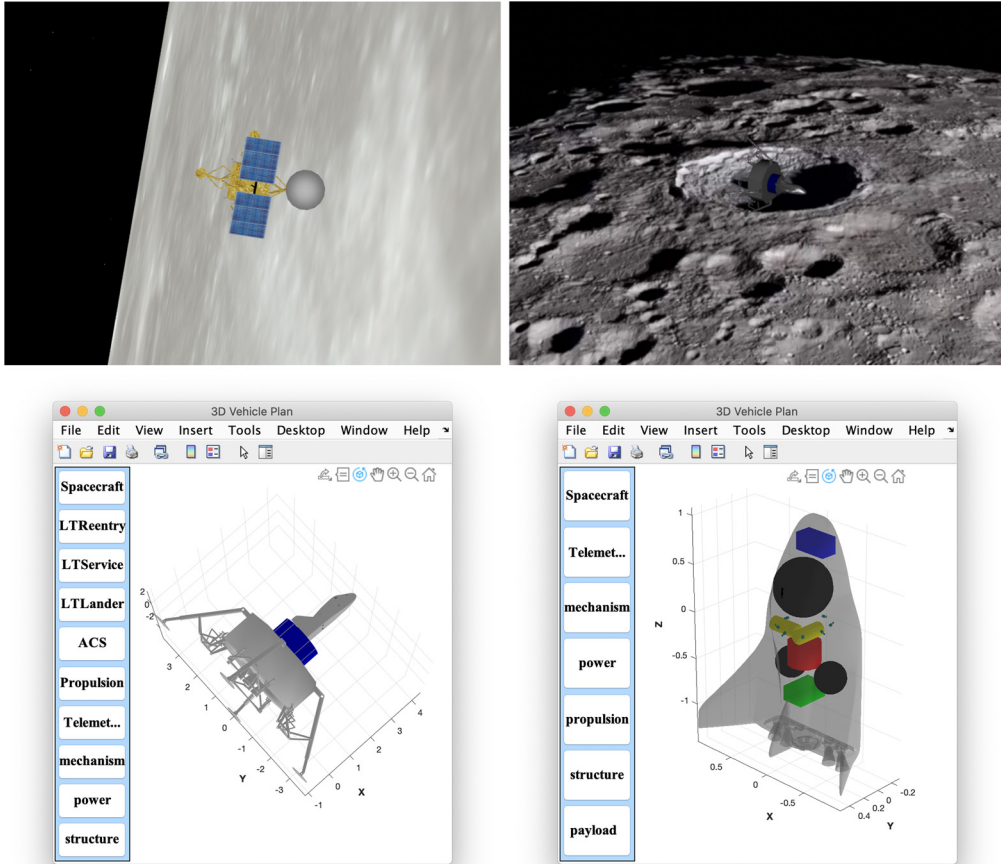 3D Vehicle Plan
File Edit View Insert Tools Desktop Window Help
Spacecraft
LTReentry
LTService
LTLander
ACS
Propulsion
Telemet...
mechanism
power
structure
2
0
-2
3
2
1
0
-1
-2
-3
Y
-1
0
1
2
3
4
X
3D Vehicle Plan
File Edit View Insert Tools Desktop Window Help
Spacecraft
Telemet...
mechanism
power
propulsion
structure
payload
1
0.5
0
-0.5
-1
Z
0.5
0
-0.5
X
0.4
0.2
0
-0.2
Y